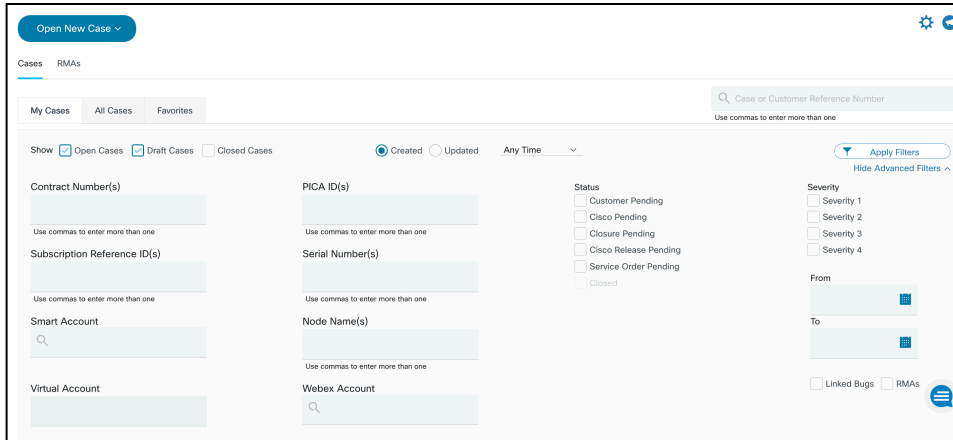 Open New Case
Cases RMAs
My Cases All Cases Favorites
Case or Customer Reference Number
Use commas to enter more than one
Show Open Cases Draft Cases Closed Cases Created Updated Any Time Apply Filters
Hide Advanced Filters
Contract Number(s)
Use commas to enter more than one
Subscription Reference ID(s)
Use commas to enter more than one
Smart Account
Virtual Account
PICA ID(s)
Use commas to enter more than one
Serial Number(s)
Use commas to enter more than one
Node Name(s)
Use commas to enter more than one
Webex Account
Status
Customer Pending
Cisco Pending
Closure Pending
Cisco Release Pending
Service Order Pending
Closed
Severity
Severity 1
Severity 2
Severity 3
Severity 4
From
To
Linked Bugs RMAs